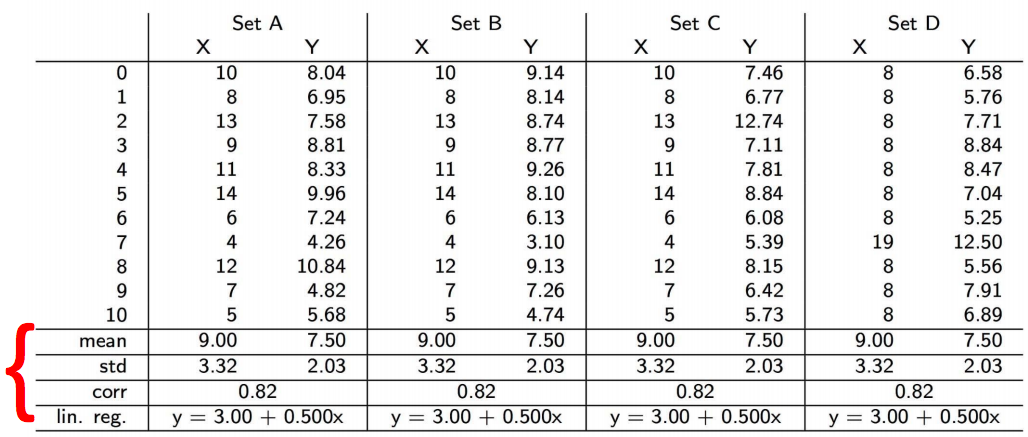 Set A Set B Set C Set D
X Y X Y X Y X Y
0 10 8.04 10 9.14 10 7.46 8 6.58
1 8 6.95 8 8.14 8 6.77 8 5.76
2 13 7.58 13 8.74 13 12.74 8 7.71
3 9 8.81 9 8.77 9 7.11 8 8.84
4 11 8.33 11 9.26 11 7.81 8 8.47
5 14 9.96 14 8.10 14 8.84 8 7.04
6 6 7.24 6 6.13 6 6.08 8 5.25
7 4 4.26 4 3.10 4 5.39 19 12.50
8 12 10.84 12 9.13 12 8.15 8 5.56
9 7 4.82 7 7.26 7 6.42 8 7.91
10 5 5.68 5 4.74 5 5.73 8 6.89
mean 9.00 7.50 9.00 7.50 9.00 7.50 9.00 7.50
std 3.32 2.03 3.32 2.03 3.32 2.03 3.32 2.03
corr 0.82 0.82 0.82 0.82
lin. reg. y = 3.00 + 0.500x y = 3.00 + 0.500x y = 3.00 + 0.500x y = 3.00 + 0.500x